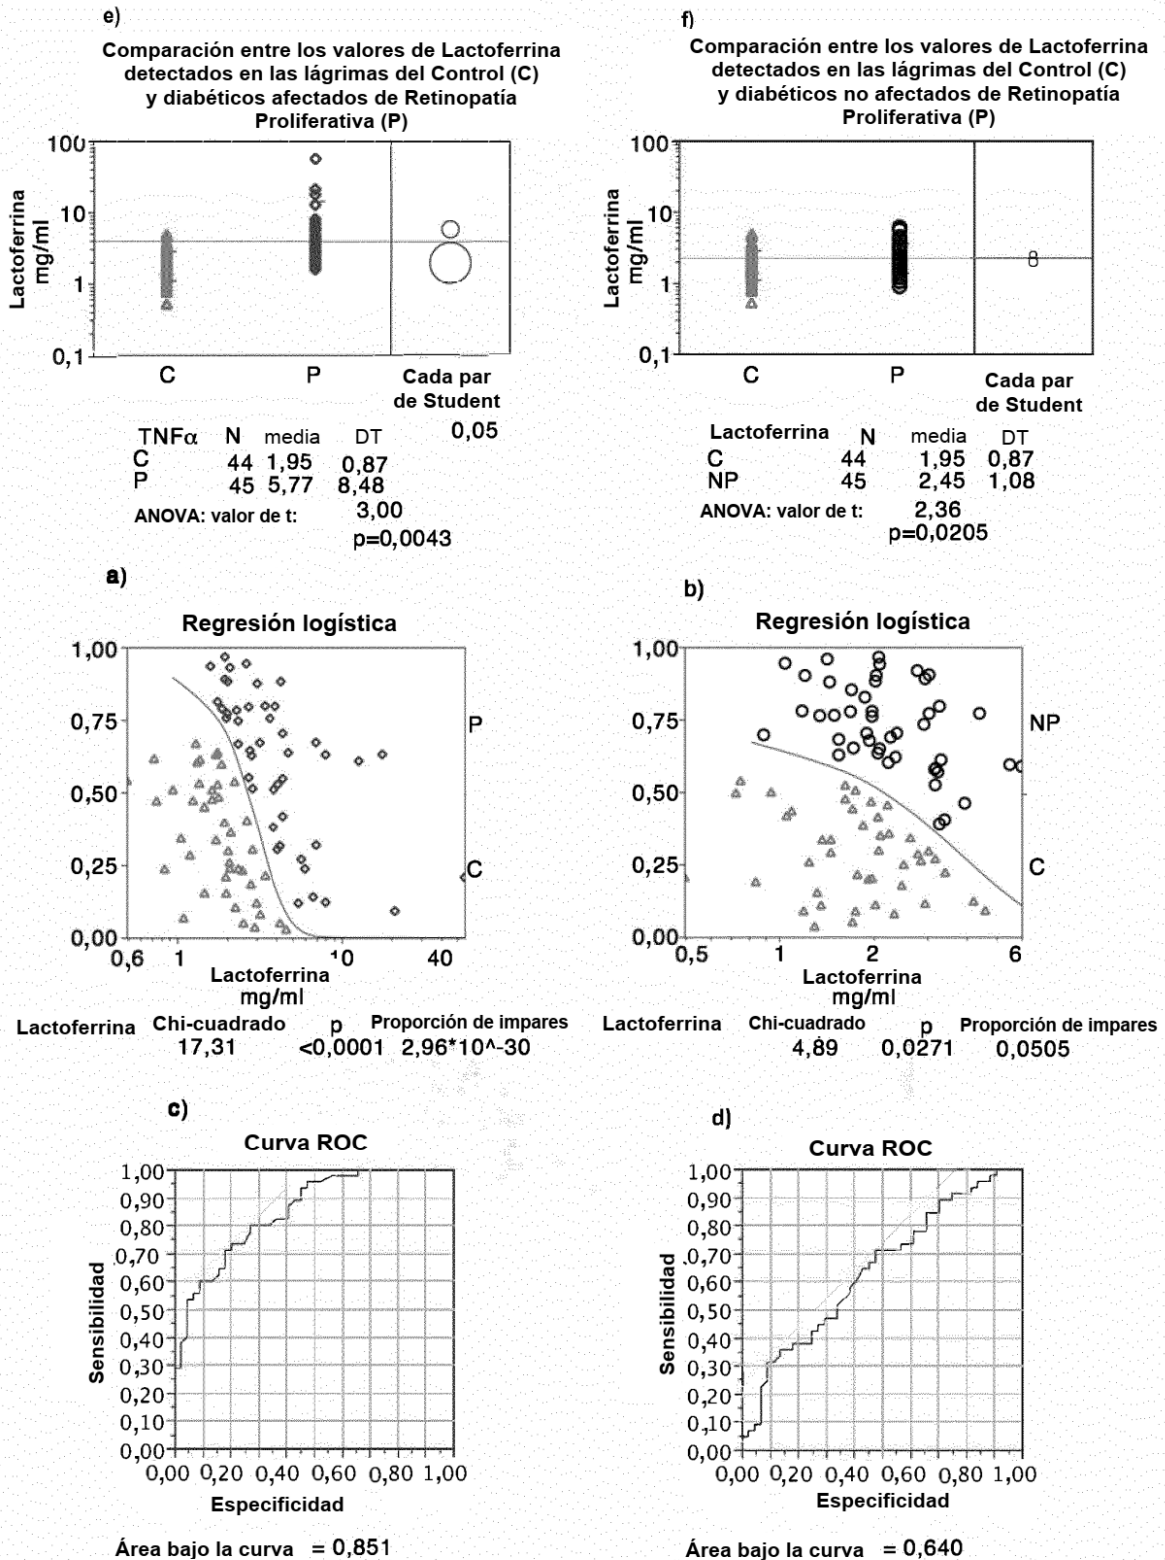 e)
Comparación entre los valores de Lactoferrina
detectados en las lágrimas del Control (C)
y diabéticos afectados de Retinopatía
Proliferativa (P)
100
10
1
0,1
Lactoferrina
mg/ml
C
P
Cada par
de Student
0,05
TNFα N media DT
C 44 1,95 0,87
P 45 5,77 8,48
ANOVA: valor de t: 3,00
p=0,0043
f)
Comparación entre los valores de Lactoferrina
detectados en las lágrimas del Control (C)
y diabéticos no afectados de Retinopatía
Proliferativa (P)
100
10
1
0,1
Lactoferrina
mg/ml
C
P
Cada par
de Student
Lactoferrina N media DT
C 44 1,95 0,87
NP 45 2,45 1,08
ANOVA: valor de t: 2,36
p=0,0205
a)
Regresión logística
1,00
0,75
0,50
0,25
0,00
P
C
0,6 1 10 40
Lactoferrina
mg/ml
Lactoferrina Chi-cuadrado p Proporción de impares
17,31 <0,0001 2,96*10^-30
b)
Regresión logística
1,00
0,75
0,50
0,25
0,00
NP
C
0,5 1 2 6
Lactoferrina
mg/ml
Lactoferrina Chi-cuadrado p Proporción de impares
4,89 0,0271 0,0505
c)
Curva ROC
1,00
0,90
0,80
0,70
0,60
0,50
0,40
0,30
0,20
0,10
0,00
Sensibilidad
0,00 0,20 0,40 0,60 0,80 1,00
Especificidad
Área bajo la curva = 0,851
d)
Curva ROC
1,00
0,90
0,80
0,70
0,60
0,50
0,40
0,30
0,20
0,10
0,00
Sensibilidad
0,00 0,20 0,40 0,60 0,80 1,00
Especificidad
Área bajo la curva = 0,640